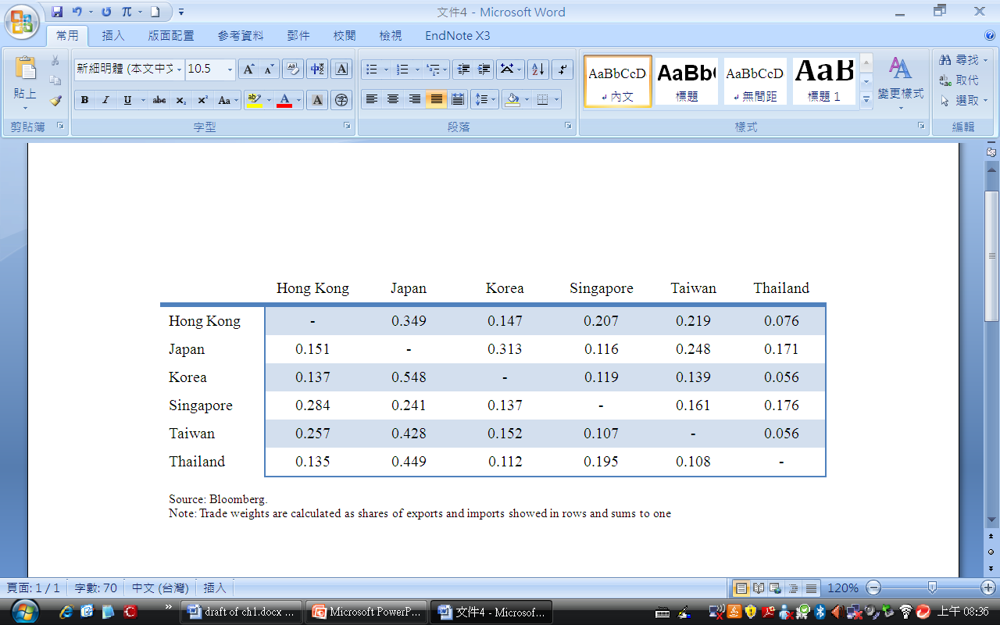 文件4 - Microsoft Word
常用 插入 版面配置 參考資料 郵件 校閱 檢視 EndNote X3
貼上
新細明體 (本文中文 10.5
AaBbCcD AaBb AaBbCcD AaB
內文 標題 無間距 標題 1
變更樣式
尋找
取代
選取
剪貼簿 字型 段落 樣式 編輯
Hong Kong Japan Korea Singapore Taiwan Thailand
Hong Kong - 0.349 0.147 0.207 0.219 0.076
Japan 0.151 - 0.313 0.116 0.248 0.171
Korea 0.137 0.548 - 0.119 0.139 0.056
Singapore 0.284 0.241 0.137 - 0.161 0.176
Taiwan 0.257 0.428 0.152 0.107 - 0.056
Thailand 0.135 0.449 0.112 0.195 0.108 -
Source: Bloomberg.
Note: Trade weights are calculated as shares of exports and imports showed in rows and sums to one
頁面: 1 / 1 字數: 70 中文 (台灣) 插入 120%
draft of ch1.docx ... Microsoft PowerP... 文件4 - Microsof... 上午 08:36